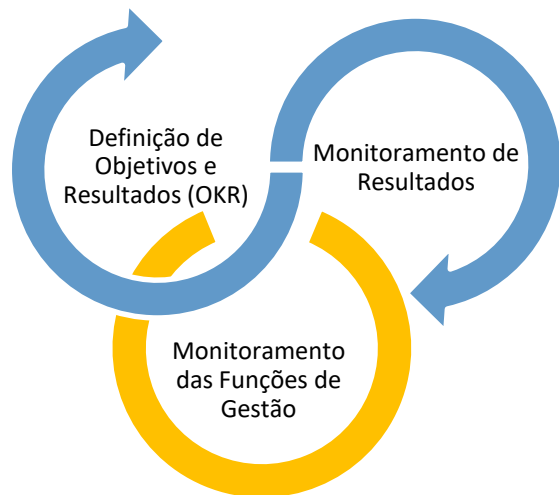 Definição de
Objetivos e
Resultados (OKR)
Monitoramento de
Resultados
Monitoramento
das Funções de
Gestão